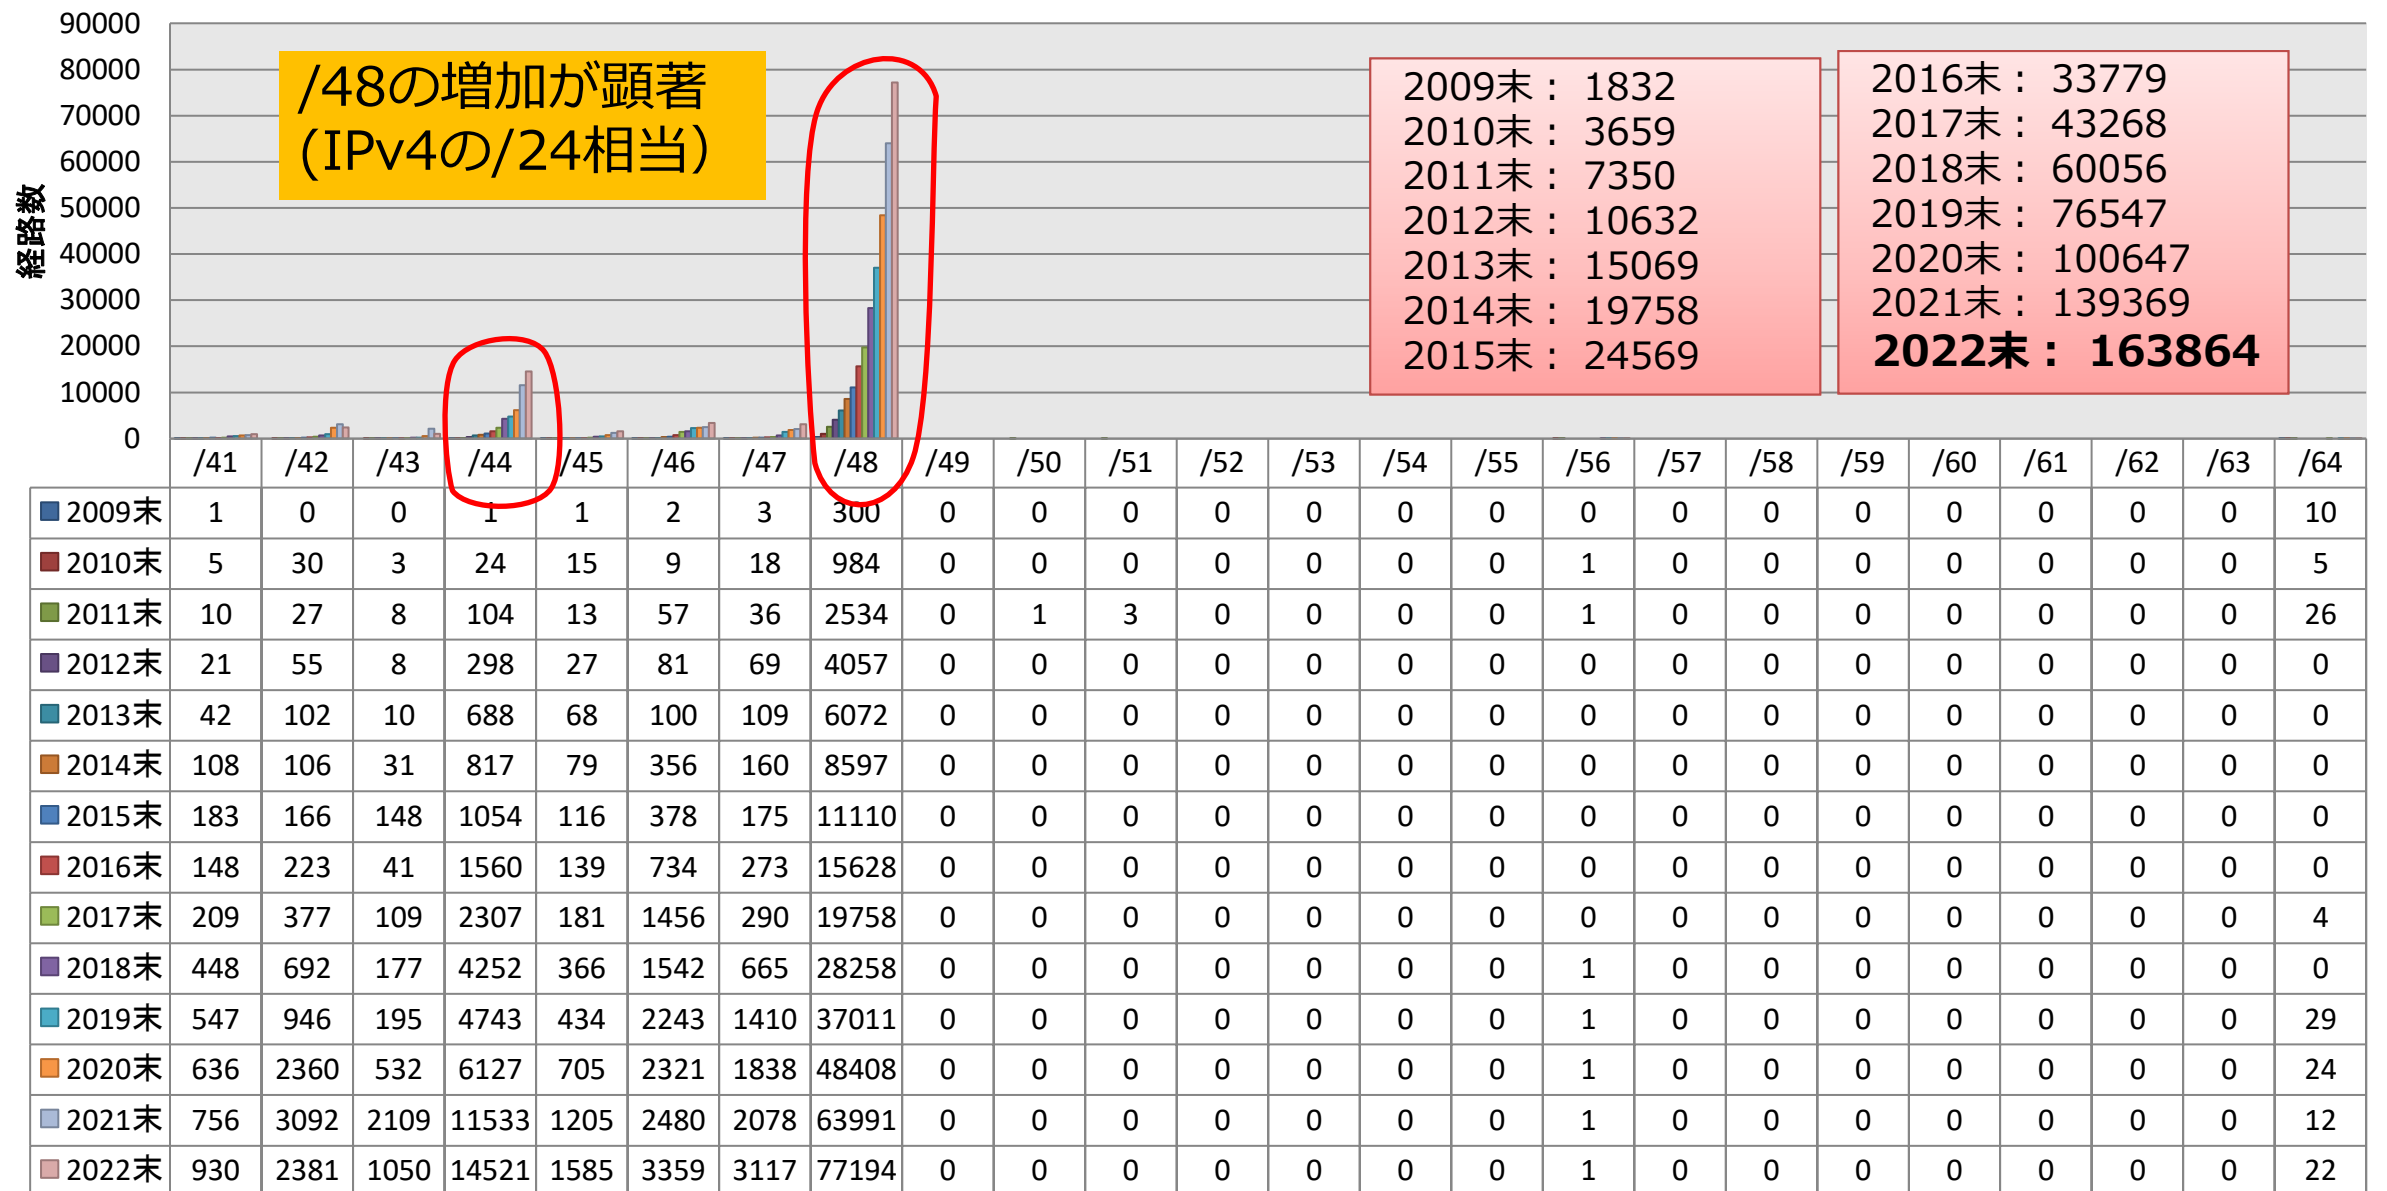 90000
80000
70000
60000
50000
40000
30000
20000
10000
0
経路数
/48の増加が顕著
(IPv4の/24相当)
2009末： 1832
2010末： 3659
2011末： 7350
2012末： 10632
2013末： 15069
2014末： 19758
2015末： 24569
2016末： 33779
2017末： 43268
2018末： 60056
2019末： 76547
2020末： 100647
2021末： 139369
2022末： 163864
/41 /42 /43 /44 /45 /46 /47 /48 /49 /50 /51 /52 /53 /54 /55 /56 /57 /58 /59 /60 /61 /62 /63 /64
2009末 1 0 0 1 1 2 3 300 0 0 0 0 0 0 0 0 0 0 0 0 0 0 0 10
2010末 5 30 3 24 15 9 18 984 0 0 0 0 0 0 0 1 0 0 0 0 0 0 0 5
2011末 10 27 8 104 13 57 36 2534 0 1 3 0 0 0 0 1 0 0 0 0 0 0 0 26
2012末 21 55 8 298 27 81 69 4057 0 0 0 0 0 0 0 0 0 0 0 0 0 0 0 0
2013末 42 102 10 688 68 100 109 6072 0 0 0 0 0 0 0 0 0 0 0 0 0 0 0 0
2014末 108 106 31 817 79 356 160 8597 0 0 0 0 0 0 0 0 0 0 0 0 0 0 0 0
2015末 183 166 148 1054 116 378 175 11110 0 0 0 0 0 0 0 0 0 0 0 0 0 0 0 0
2016末 148 223 41 1560 139 734 273 15628 0 0 0 0 0 0 0 0 0 0 0 0 0 0 0 0
2017末 209 377 109 2307 181 1456 290 19758 0 0 0 0 0 0 0 0 0 0 0 0 0 0 0 4
2018末 448 692 177 4252 366 1542 665 28258 0 0 0 0 0 0 0 1 0 0 0 0 0 0 0 0
2019末 547 946 195 4743 434 2243 1410 37011 0 0 0 0 0 0 0 1 0 0 0 0 0 0 0 29
2020末 636 2360 532 6127 705 2321 1838 48408 0 0 0 0 0 0 0 1 0 0 0 0 0 0 0 24
2021末 756 3092 2109 11533 1205 2480 2078 63991 0 0 0 0 0 0 0 1 0 0 0 0 0 0 0 12
2022末 930 2381 1050 14521 1585 3359 3117 77194 0 0 0 0 0 0 0 1 0 0 0 0 0 0 0 22